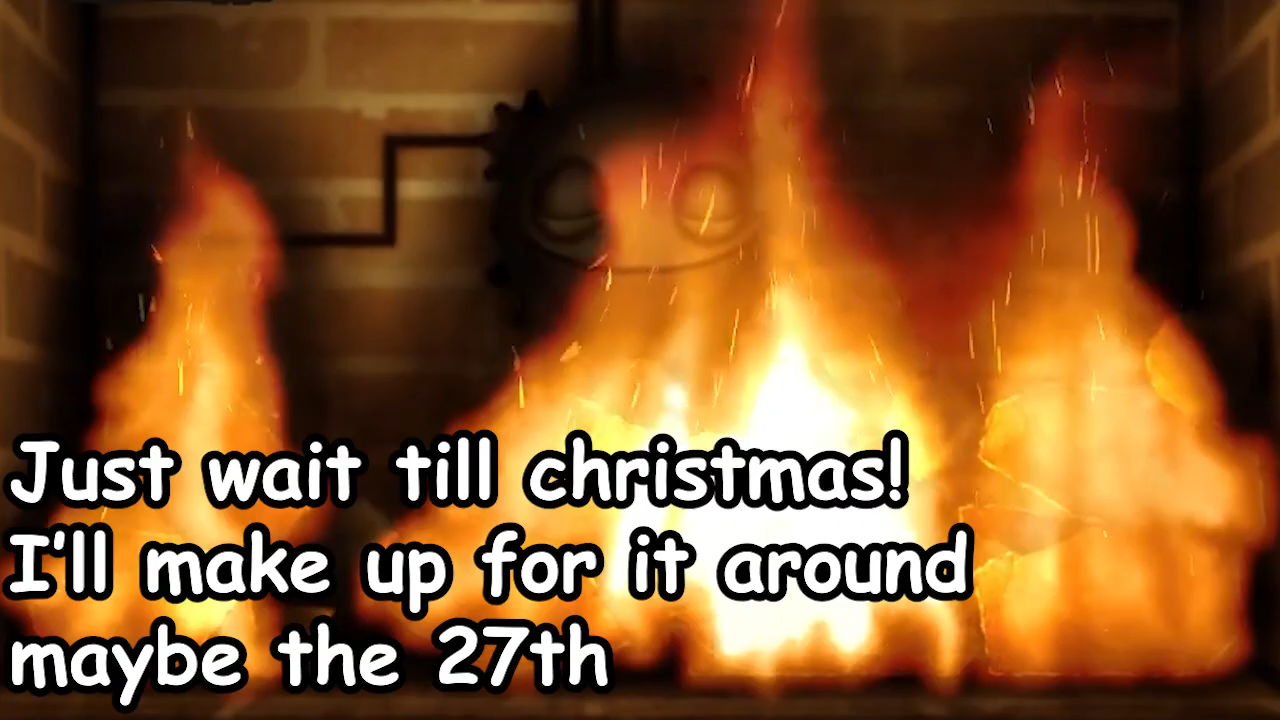 Just wait till christmas!
I'll make up for it around
maybe the 27th